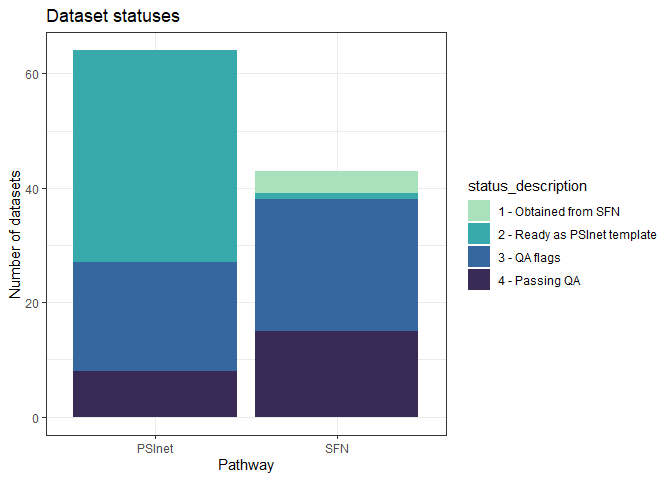 Dataset statuses
Number of datasets
60
40
20
0
PSInet
SFN
Pathway
status_description
1 - Obtained from SFN
2 - Ready as PSInet template
3 - QA flags
4 - Passing QA